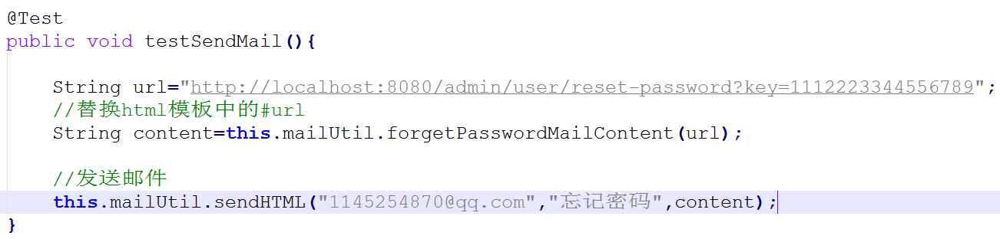 @Test
public void testSendMail(){
String url="http://localhost:8080/admin/user/reset-password?key=1112223344556789";
//替换html模板中的#url
String content=this.mailUtil.forgetPasswordMailContent(url);
//发送邮件
this.mailUtil.sendHTML("1145254870@qq.com","忘记密码",content);
}